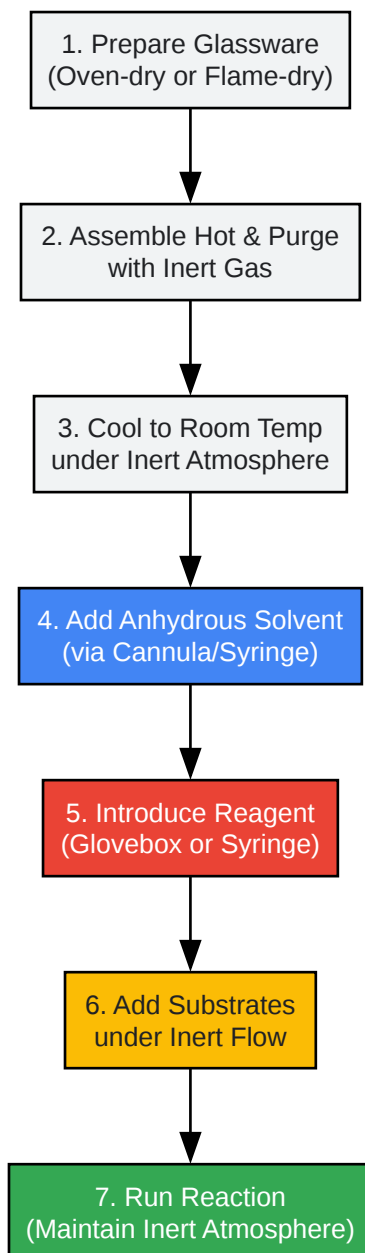 1. Prepare Glassware
(Oven-dry or Flame-dry)
2. Assemble Hot & Purge
with Inert Gas
3. Cool to Room Temp
under Inert Atmosphere
4. Add Anhydrous Solvent
(via Cannula/Syringe)
5. Introduce Reagent
(Glovebox or Syringe)
6. Add Substrates
under Inert Flow
7. Run Reaction
(Maintain Inert Atmosphere)